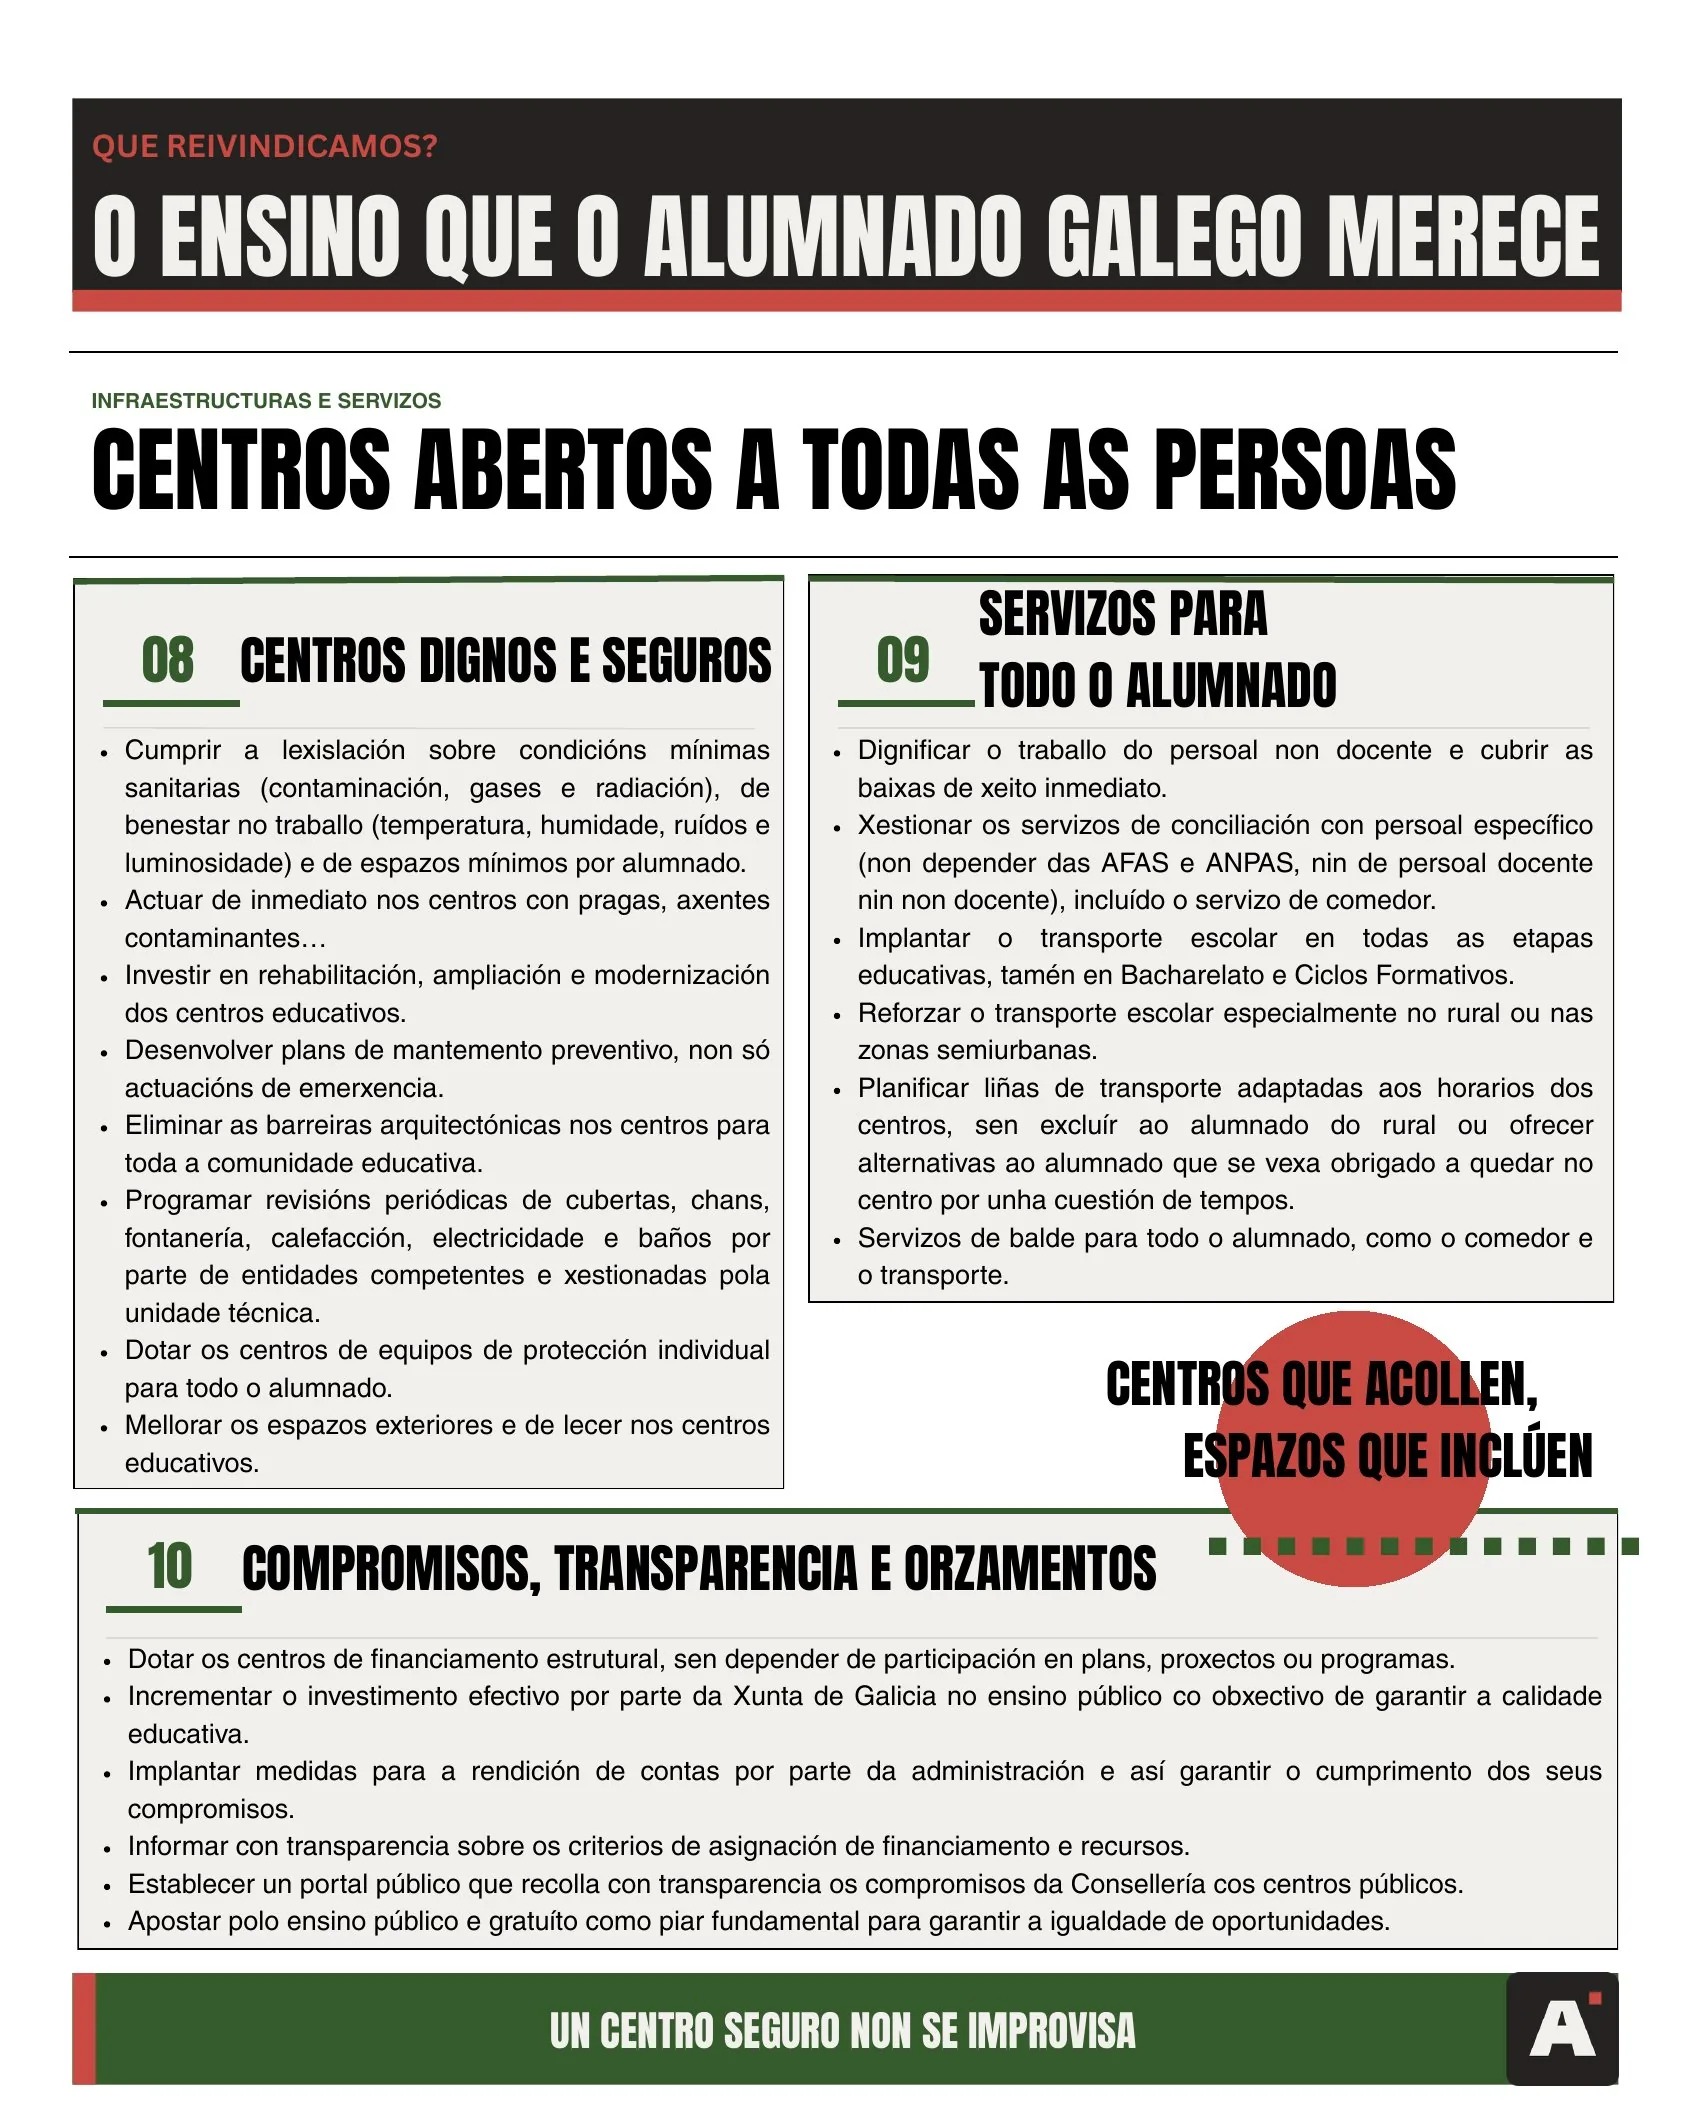 QUE REIVINDICAMOS?
O ENSINO QUE O ALUMNADO GALEGO MERECE
INFRAESTRUCTURAS E SERVIZOS
CENTROS ABERTOS A TODAS AS PERSOAS
08 CENTROS DIGNOS E SEGUROS
• Cumprir a lexislación sobre condicións mínimas
sanitarias (contaminación, gases e radiación), de
benestar no traballo (temperatura, humidade, ruídos e
luminosidade) e de espazos mínimos por alumnado.
• Actuar de inmediato nos centros con pragas, axentes
contaminantes…
• Investir en rehabilitación, ampliación e modernización
dos centros educativos.
• Desenvolver plans de mantemento preventivo, non só
actuacións de emerxencia.
• Eliminar as barreiras arquitectónicas nos centros para
toda a comunidade educativa.
• Programar revisións periódicas de cubertas, chans,
fontanería, calefacción, electricidade e baños por
parte de entidades competentes e xestionadas pola
unidade técnica.
• Dotar os centros de equipos de protección individual
para todo o alumnado.
• Mellorar os espazos exteriores e de lecer nos centros
educativos.
09 SERVIZOS PARA
TODO O ALUMNADO
• Dignificar o traballo do persoal non docente e cubrir as
baixas de xeito inmediato.
• Xestionar os servizos de conciliación con persoal específico
(non depender das AFAS e ANPAS, nin de persoal docente
nin non docente), incluído o servizo de comedor.
• Implantar o transporte escolar en todas as etapas
educativas, tamén en Bacharelato e Ciclos Formativos.
• Reforzar o transporte escolar especialmente no rural ou nas
zonas semiurbanas.
• Planificar liñas de transporte adaptadas aos horarios dos
centros, sen excluír ao alumnado do rural ou ofrecer
alternativas ao alumnado que se vexa obrigado a quedar no
centro por unha cuestión de tempos.
• Servizos de balde para todo o alumnado, como o comedor e
o transporte.
CENTROS QUE ACOLLEN,
ESPAZOS QUE INCLÚEN
10 COMPROMISOS, TRANSPARENCIA E ORZAMENTOS
• Dotar os centros de financiamento estrutural, sen depender de participación en plans, proxectos ou programas.
• Incrementar o investimento efectivo por parte da Xunta de Galicia no ensino público co obxectivo de garantir a calidade
educativa.
• Implantar medidas para a rendición de contas por parte da administración e así garantir o cumprimento dos seus
compromisos.
• Informar con transparencia sobre os criterios de asignación de financiamento e recursos.
• Establecer un portal público que recolla con transparencia os compromisos da Consellería cos centros públicos.
• Apostar polo ensino público e gratuíto como piar fundamental para garantir a igualdade de oportunidades.
UN CENTRO SEGURO NON SE IMPROVISA
A